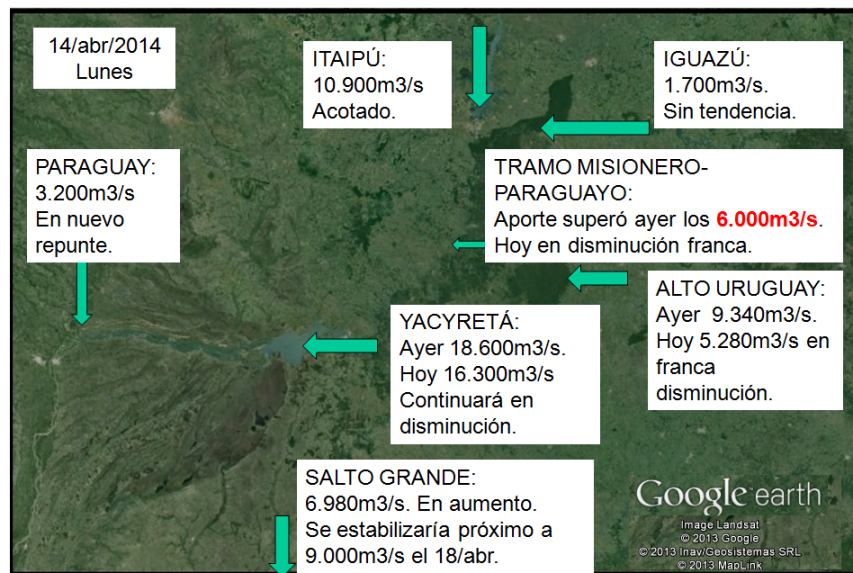 14/abr/2014
Lunes
ITAIPÚ:
10.900m3/s
Acotado.
IGUAZÚ:
1.700m3/s.
Sin tendencia.
PARAGUAY:
3.200m3/s
En nuevo
repunte.
TRAMO MISIONERO-
PARAGUAYO:
Aporte superó ayer los 6.000m3/s.
Hoy en disminución franca.
ALTO URUGUAY:
Ayer 9.340m3/s.
Hoy 5.280m3/s en
franca
disminución.
YACYRETÁ:
Ayer 18.600m3/s.
Hoy 16.300m3/s
Continuará en
disminución.
SALTO GRANDE:
6.980m3/s. En aumento.
Se estabilizaría próximo a
9.000m3/s el 18/abr.
Google earth
Image Landsat
© 2013 Google
© 2013 Inav/Geosistemas SRL
© 2013 MapLink